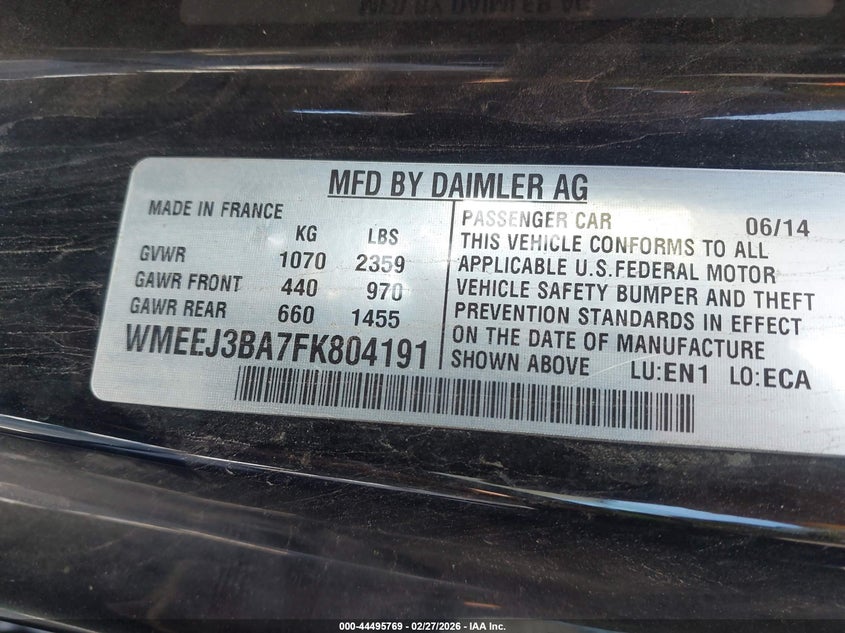 MFD BY DAIMLER AG
MADE IN FRANCE
KG LBS
GVWR 1070 2359
GAWR FRONT 440 970
GAWR REAR 660 1455
WMEEJ3BA7FK804191
PASSENGER CAR 06/14
THIS VEHICLE CONFORMS TO ALL
APPLICABLE U.S.FEDERAL MOTOR
VEHICLE SAFETY BUMPER AND THEFT
PREVENTION STANDARDS IN EFFECT
ON THE DATE OF MANUFACTURE
SHOWN ABOVE LU:EN1 LO:ECA
000-44495769 - 02/27/2026 - IAA Inc.